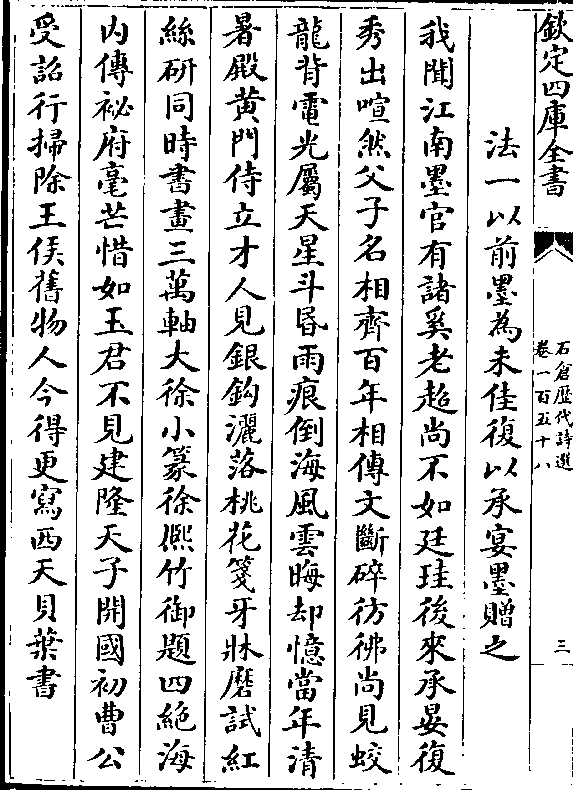 欽定四庫全書
石倉歴代詩選
卷一百五十八
三
法一以前墨為未佳復以承宴墨贈之
我聞江南墨官有諸奚老超尚不如廷珪後來承晏復
秀出喧然父子名相齊百年相傳文斷碎彷彿尚見蛟
龍背電光屬天星斗昏雨痕倒海風雲晦却憶當年清
暑殿黄門侍立才人見銀鈎灑落桃花箋牙牀磨試紅
絲研同時書畫三萬軸大徐小篆徐熙竹御題四絶海
内傳祕府毫芒惜如玉君不見建隆天子開國初曹公
受詔行掃除王侯舊物人今得更寫西天貝葉書